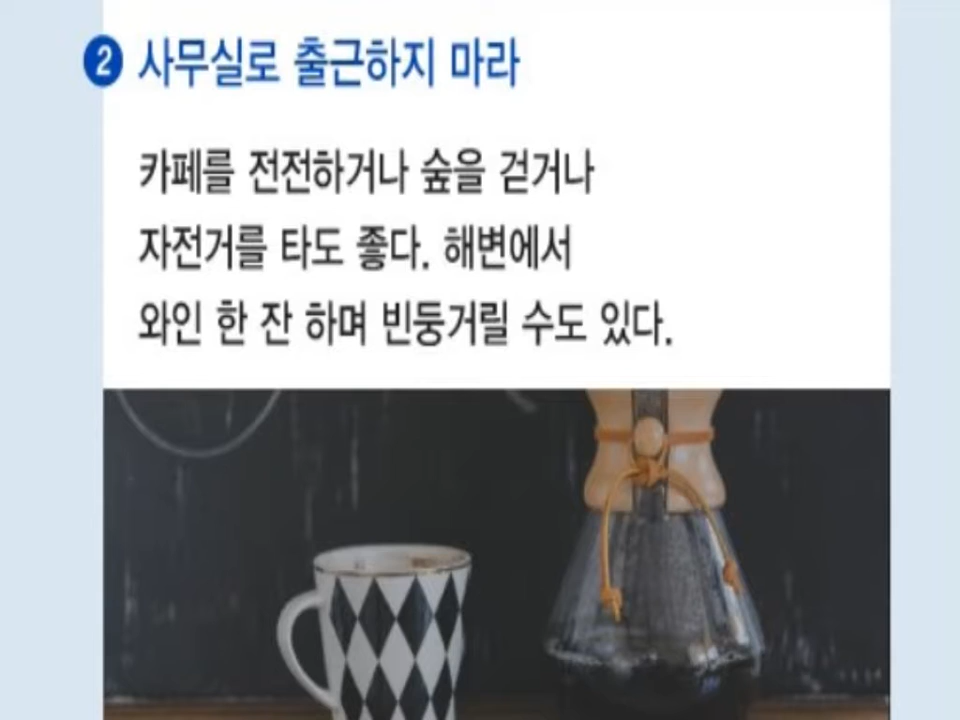 2 사무실로 출근하지 마라
카페를 전전하거나 숲을 걷거나
자전거를 타도 좋다. 해변에서
와인 한 잔 하며 빈둥거릴 수도 있다.